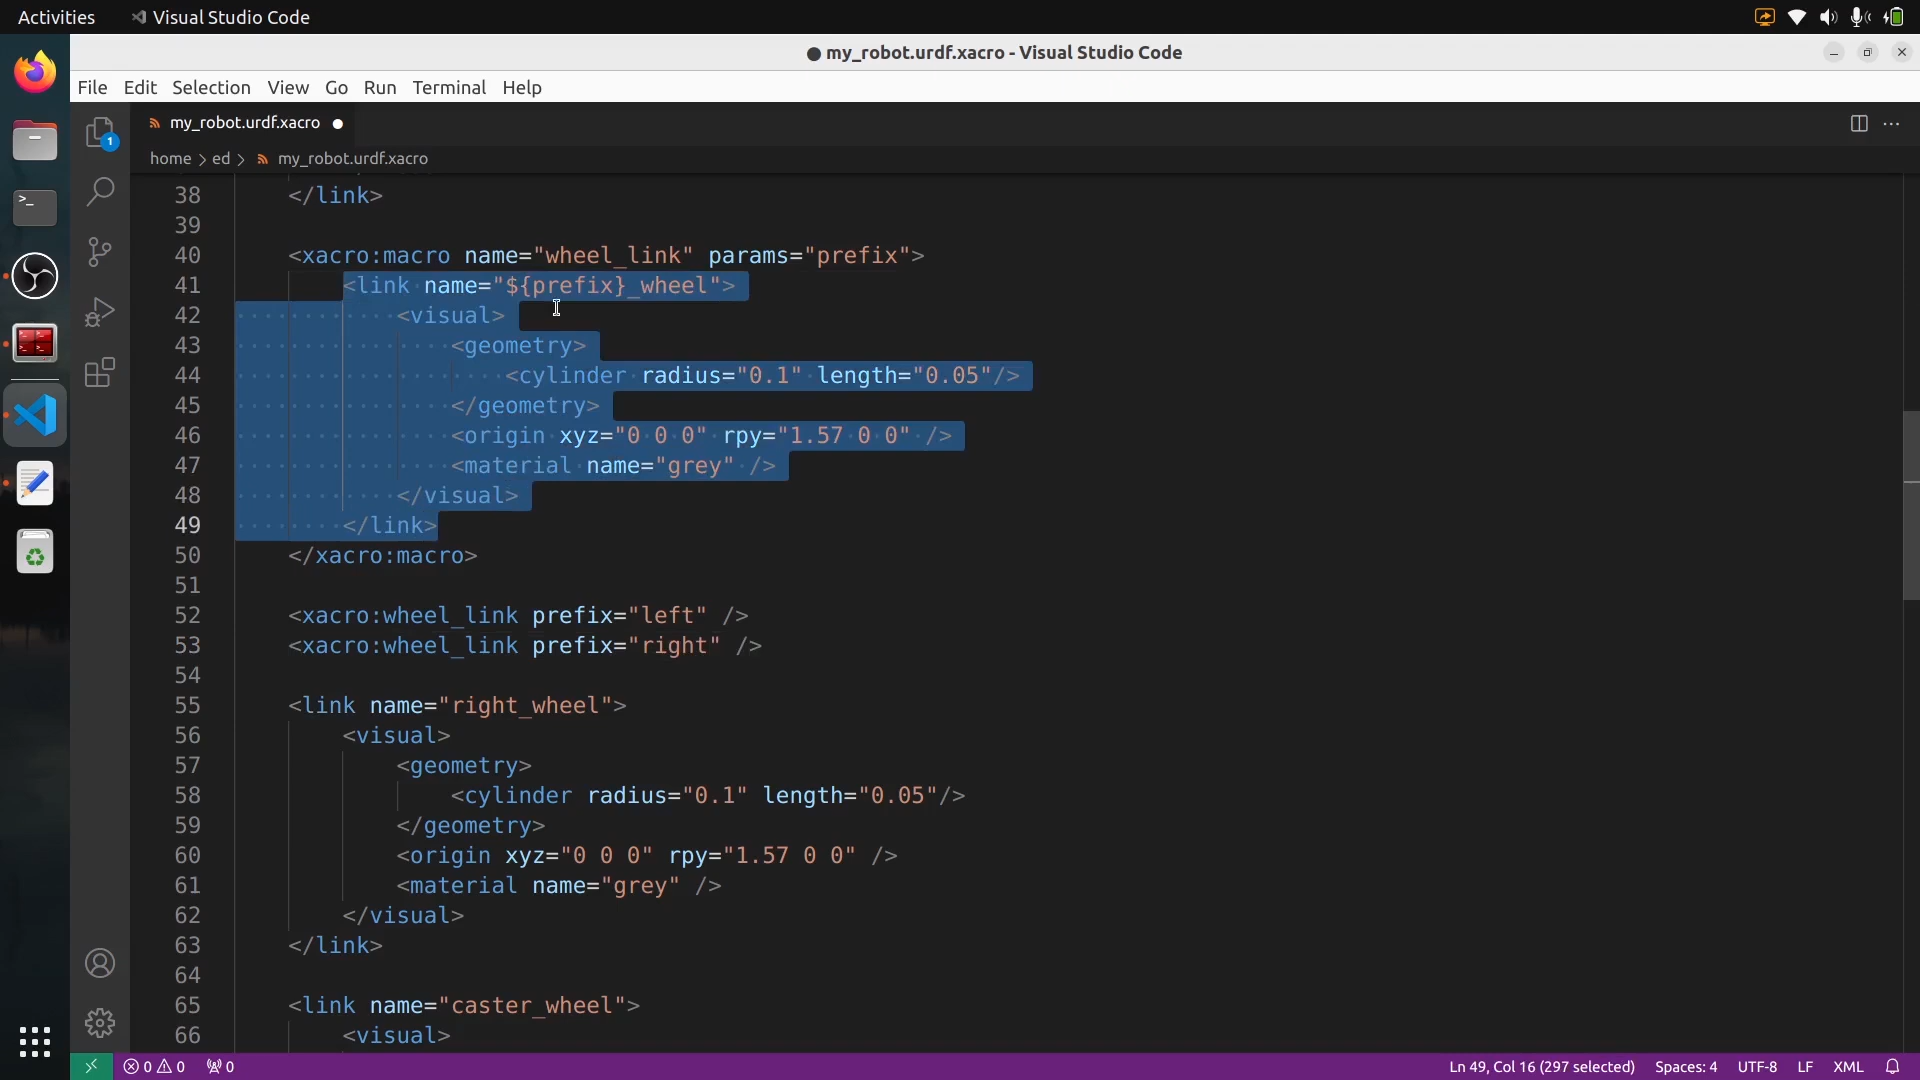 Activities Visual Studio Code
my_robot.urdf.xacro - Visual Studio Code
File Edit Selection View Go Run Terminal Help
my_robot.urdf.xacro
1
home > ed > my_robot.urdf.xacro
38 </link>
39
40 <xacro:macro name="wheel_link" params="prefix">
41 <link name="${prefix}_wheel">
42 <visual>
43 <geometry>
44 <cylinder radius="0.1" length="0.05"/>
45 </geometry>
46 <origin xyz="0 0 0" rpy="1.57 0 0" />
47 <material name="grey" />
48 </visual>
49 </link>
50 </xacro:macro>
51
52 <xacro:wheel_link prefix="left" />
53 <xacro:wheel_link prefix="right" />
54
55 <link name="right_wheel">
56 <visual>
57 <geometry>
58 <cylinder radius="0.1" length="0.05"/>
59 </geometry>
60 <origin xyz="0 0 0" rpy="1.57 0 0" />
61 <material name="grey" />
62 </visual>
63 </link>
64
65 <link name="caster_wheel">
66 <visual>
0 0 0 Ln 49, Col 16 (297 selected) Spaces: 4 UTF-8 LF XML